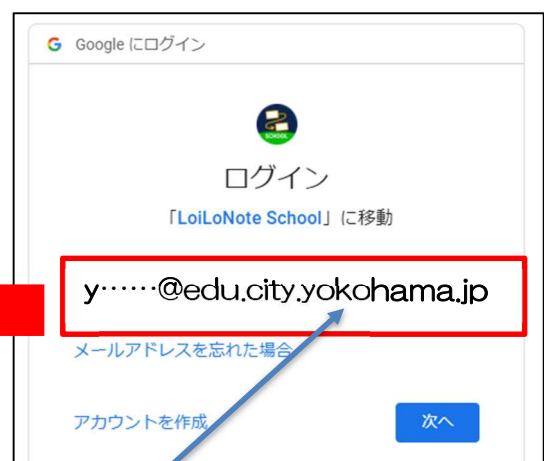 G Google にログイン
SCHOOL
ログイン
「LoiLoNote School」に移動
y……@edu.city.yokohama.jp
メールアドレスを忘れた場合
アカウントを作成
次へ